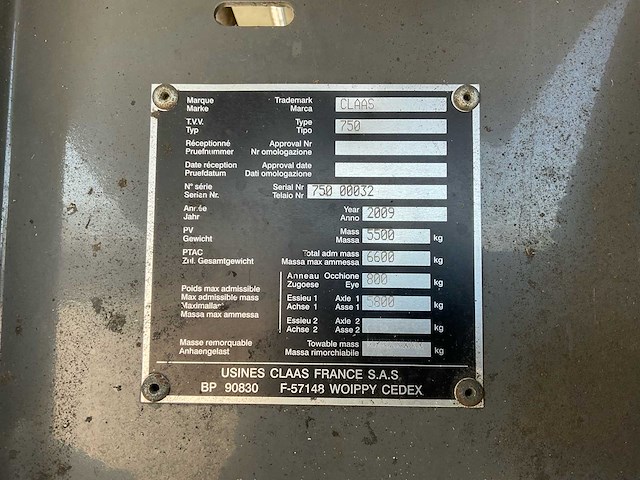 Marque Trademark CLAAS
Marke Marca
T.V.V. Type 750
Typ Tipo
Réceptionné Approval Nr
Pruefnummer Nr omologazione
Date réception Approval date
Pruefdatum Dati omologazione
N° série Serial Nr 750 00032
Serien Nr. Telaio Nr
Année Year 2009
Jahr Anno
PV Mass 5500 kg
Gewicht Massa
PTAC Total adm mass 6600 kg
Zul. Gesamtgewicht Massa max ammessa
Anneau Occhione 800 kg
Zugoese Eye
Poids max admissible
Max admissible mass
Massa max ammessa
Essieu 1 Axle 1 5800 kg
Achse 1 Asse 1
Essieu 2 Axle 2 kg
Achse 2 Asse 2
Masse remorquable Towable mass kg
Anhaengelast Massa rimorchiabile
USINES CLAAS FRANCE S.A.S
BP 90830 F-57148 WOIPPY CEDEX